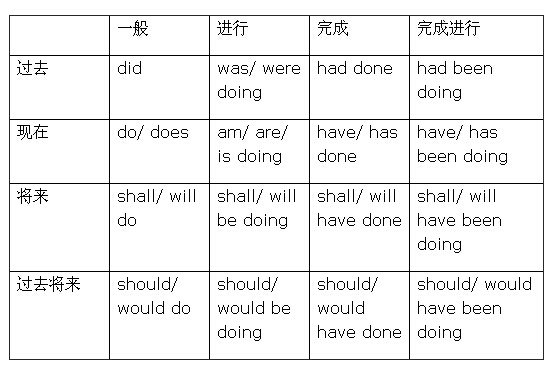 一般 进行 完成 完成进行
过去 did was/ were had done had been
doing doing
现在 do/ does am/ are/ have/ has have/ has
is doing done been doing
将来 shall/ will shall/ will shall/ will shall/ will
do be doing have done have been
doing
过去将来 should/ should/ should/ should/ would
would do would be would have been
doing have done doing